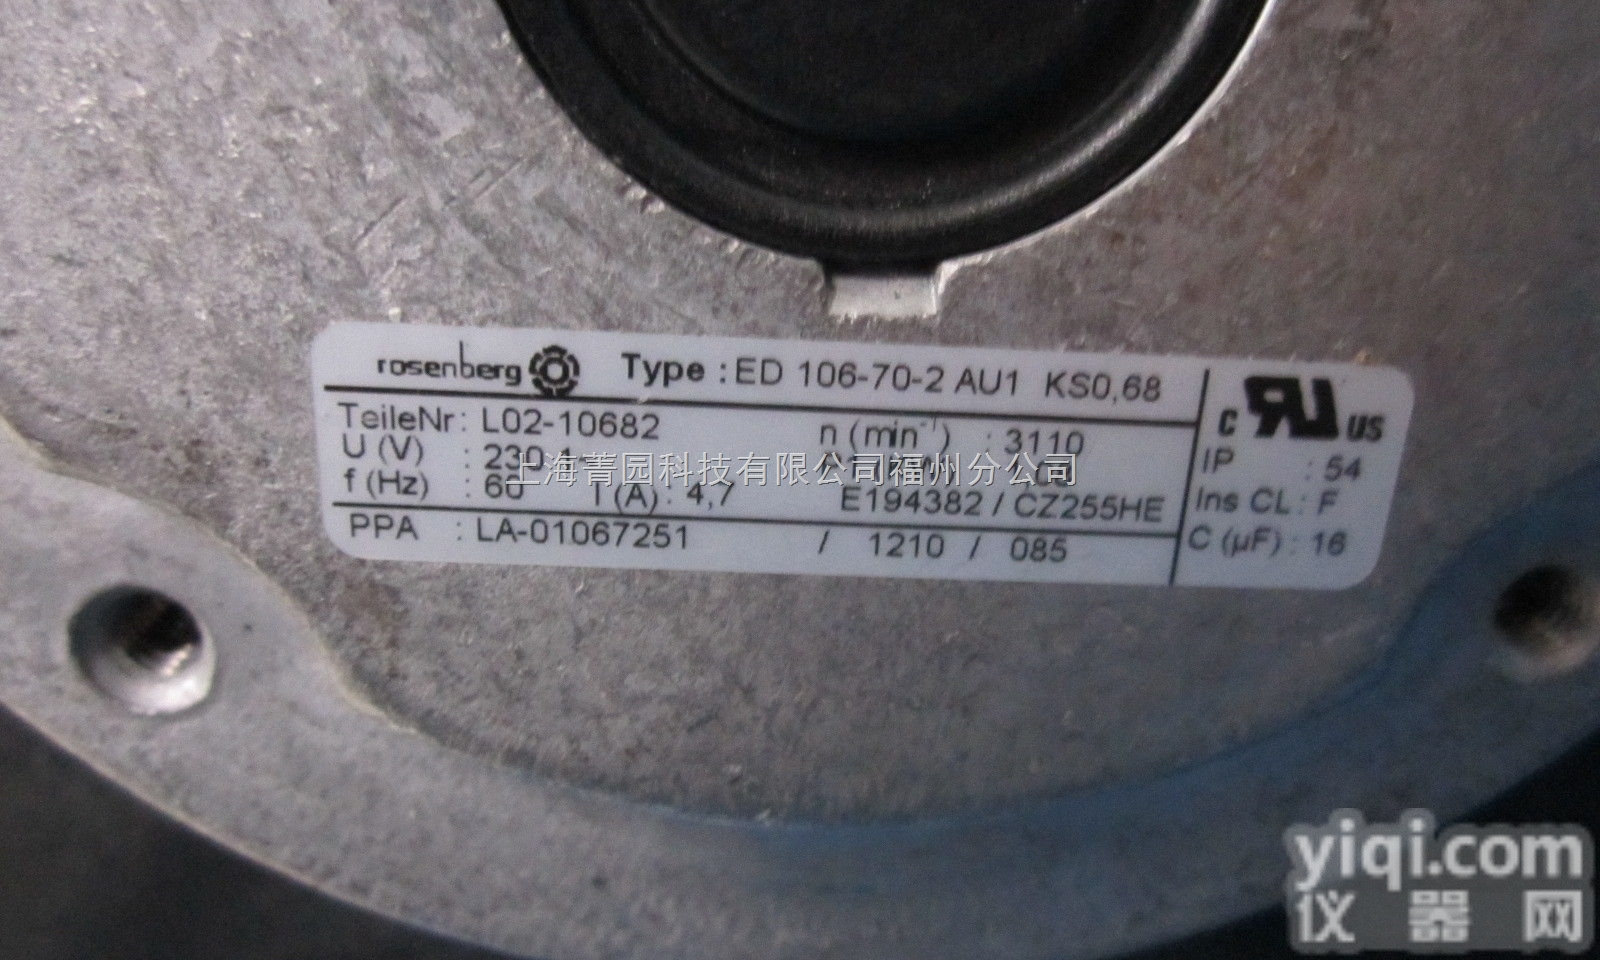 rosenberg Type : ED 106-70-2 AU1 KS0,68
c RU US
TeileNr : L02-10682 n (min⁻¹) : 3110
U (V) : 230 IP : 54
f (Hz) : 60 I (A) : 4,7 E194382 / CZ255HE Ins CL : F
PPA : LA-01067251 / 1210 / 085 C (µF) : 16
上海菁园科技有限公司福州分公司
yiqi.com
仪器网